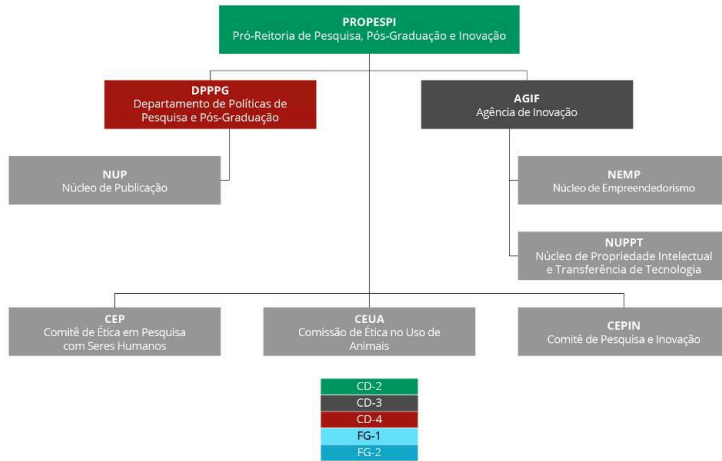 PROPESPI
Pró-Reitoria de Pesquisa, Pós-Graduação e Inovação
DPPPG
Departamento de Políticas de
Pesquisa e Pós-Graduação
AGIF
Agência de Inovação
NUP
Núcleo de Publicação
NEMP
Núcleo de Empreendedorismo
NUPPT
Núcleo de Propriedade Intelectual
e Transferência de Tecnologia
CEP
Comitê de Ética em Pesquisa
com Seres Humanos
CEUA
Comissão de Ética no Uso de
Animais
CEPIN
Comitê de Pesquisa e Inovação
CD-2
CD-3
CD-4
FG-1
FG-2